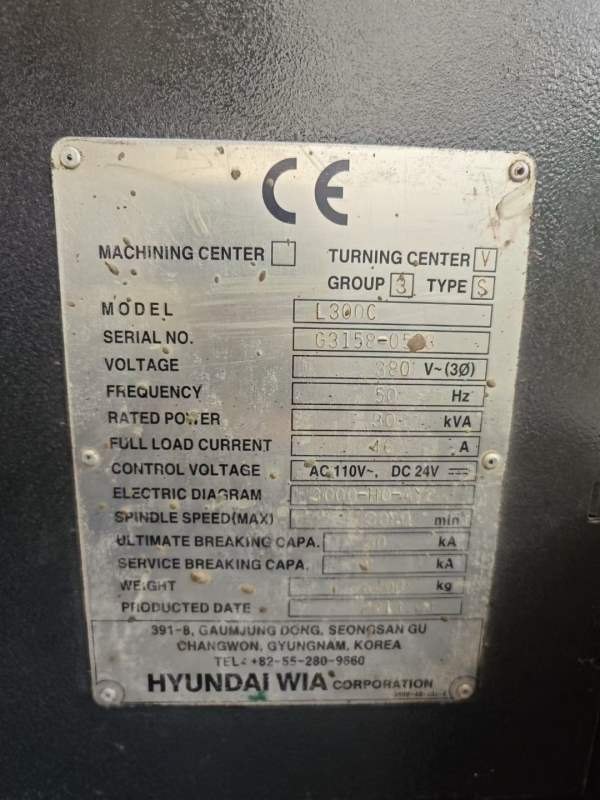 CE
MACHINING CENTER TURNING CENTER V
GROUP 3 TYPE S
MODEL L300C
SERIAL NO.
VOLTAGE 380 V~(3Ø)
FREQUENCY 50 Hz
RATED POWER 30 kVA
FULL LOAD CURRENT A
CONTROL VOLTAGE AC 110V~, DC 24V
ELECTRIC DIAGRAM
SPINDLE SPEED(MAX) min
ULTIMATE BREAKING CAPA. kA
SERVICE BREAKING CAPA. kA
WEIGHT kg
PRODUCTED DATE
391-8, GAUMJUNG DONG, SEONGSAN GU
CHANGWON, GYUNGNAM, KOREA
TEL: +82-55-280-9660
HYUNDAI WIA CORPORATION